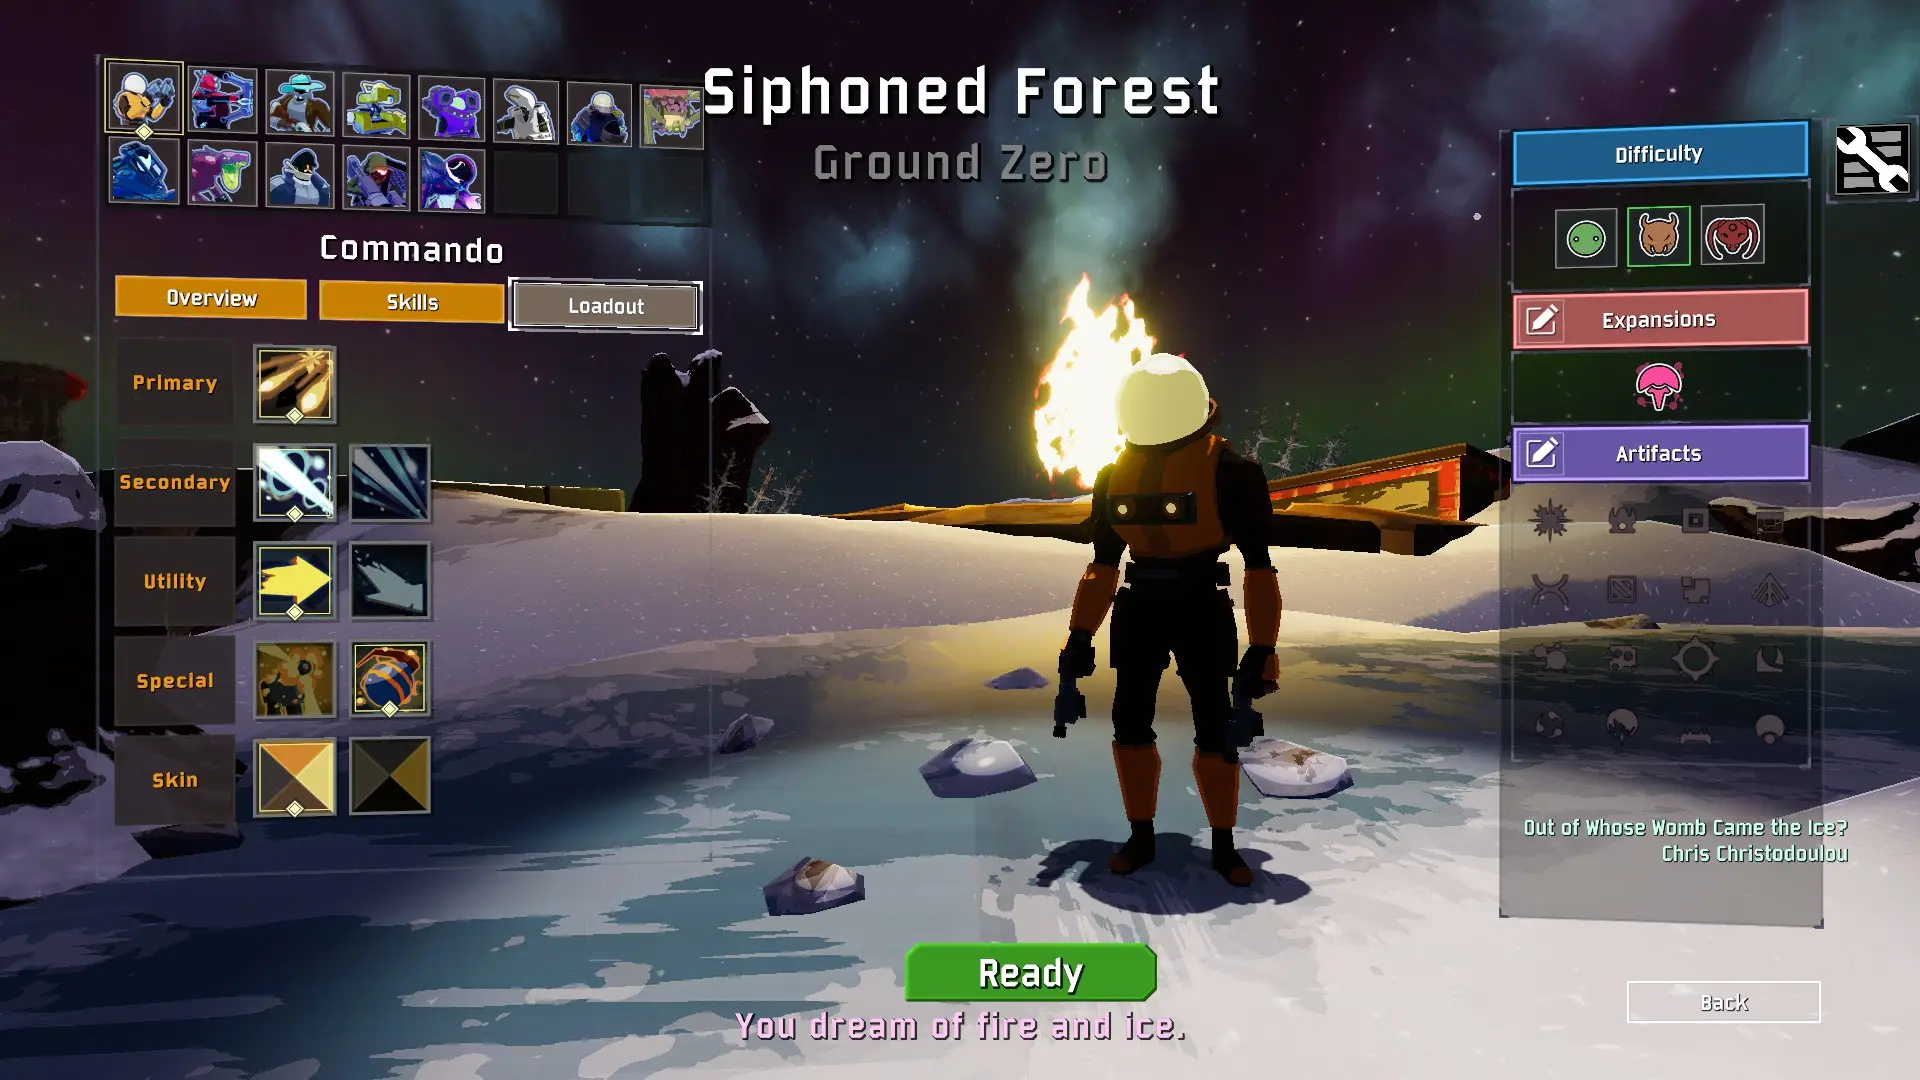 Siphoned Forest
Ground Zero
Commando
Overview
Skills
Loadout
Primary
Secondary
Utility
Special
Skin
Difficulty
Expansions
Artifacts
Out of Whose Womb Came the Ice?
Chris Christodoulou
Ready
You dream of fire and ice.
Back